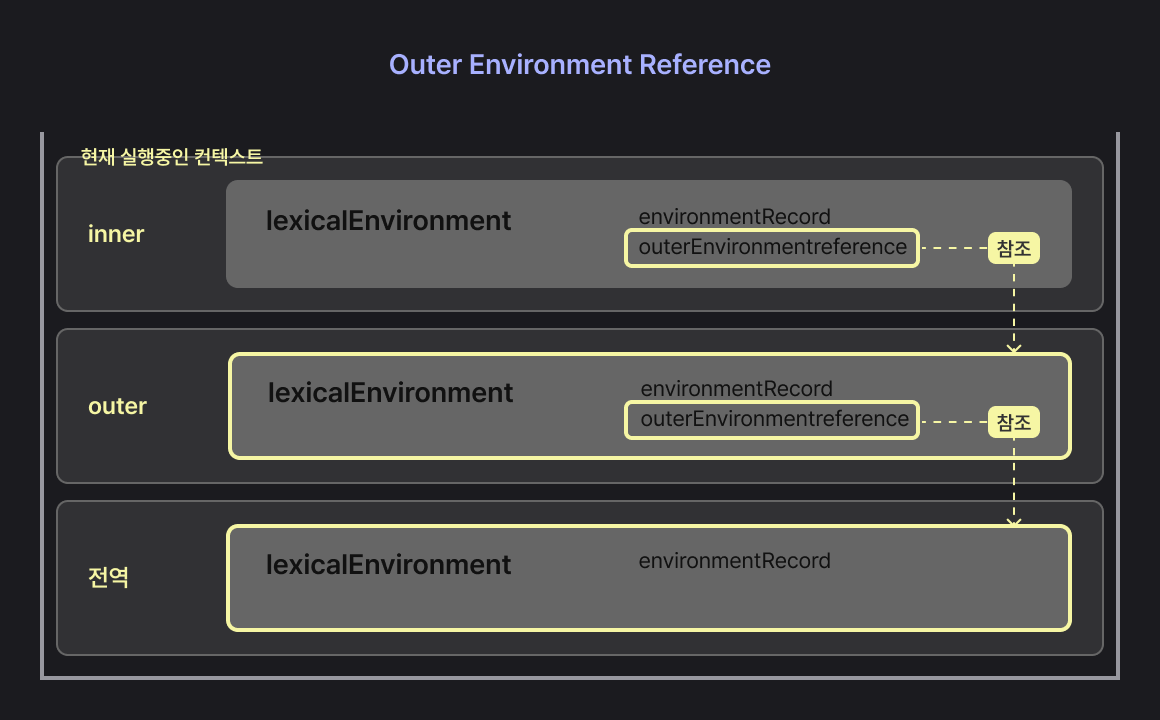 Outer Environment Reference
현재 실행중인 컨텍스트
inner
lexicalEnvironment
environmentRecord
outerEnvironmentreference
참조
outer
lexicalEnvironment
environmentRecord
outerEnvironmentreference
참조
전역
lexicalEnvironment
environmentRecord